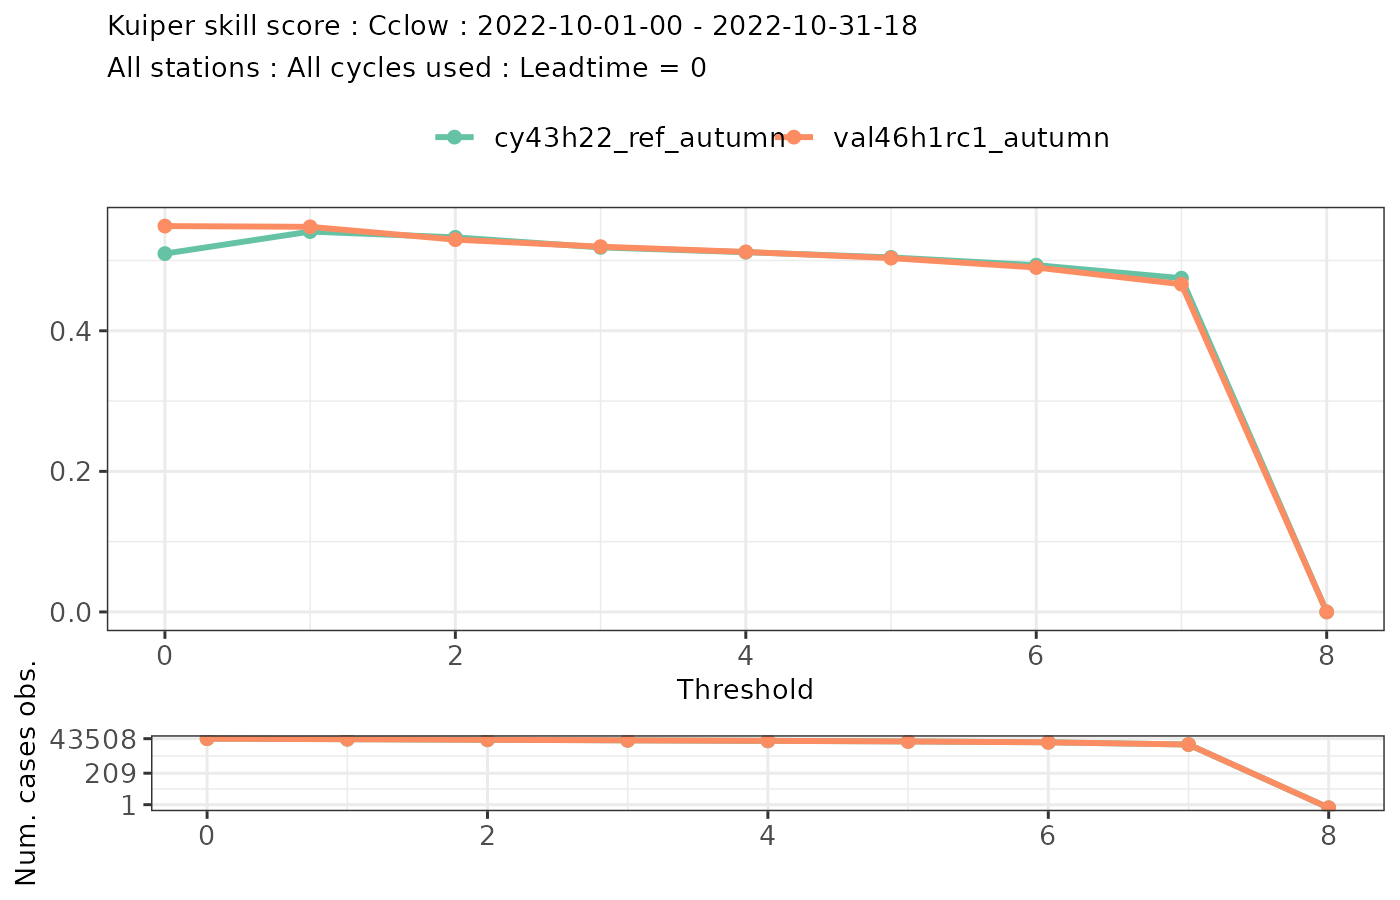 Kuiper skill score : Cclow : 2022-10-01-00 - 2022-10-31-18
All stations : All cycles used : Leadtime = 0
cy43h22_ref_autumn val46h1rc1_autumn
0.4
0.2
0.0
0 2 4 6 8
Threshold
Num. cases obs.
43508
209
1
0 2 4 6 8